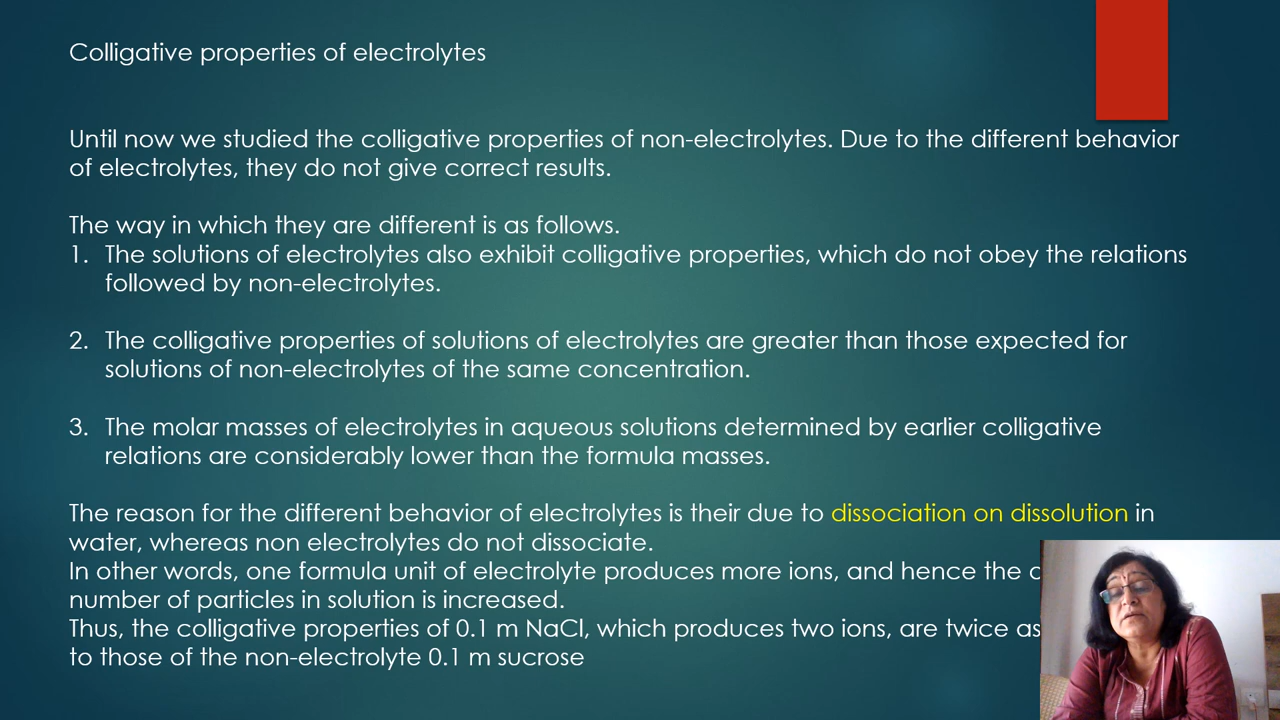 Colligative properties of electrolytes
Until now we studied the colligative properties of non-electrolytes. Due to the different behavior
of electrolytes, they do not give correct results.
The way in which they are different is as follows.
1. The solutions of electrolytes also exhibit colligative properties, which do not obey the relations
followed by non-electrolytes.
2. The colligative properties of solutions of electrolytes are greater than those expected for
solutions of non-electrolytes of the same concentration.
3. The molar masses of electrolytes in aqueous solutions determined by earlier colligative
relations are considerably lower than the formula masses.
The reason for the different behavior of electrolytes is their due to dissociation on dissolution in
water, whereas non electrolytes do not dissociate.
In other words, one formula unit of electrolyte produces more ions, and hence the
number of particles in solution is increased.
Thus, the colligative properties of 0.1 m NaCl, which produces two ions, are twice as
to those of the non-electrolyte 0.1 m sucrose